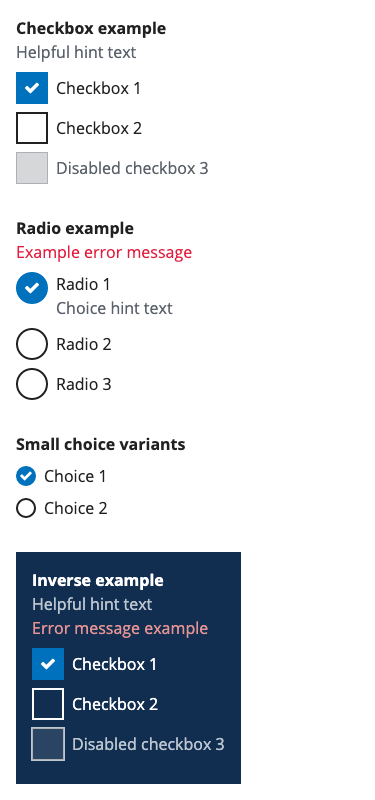 Checkbox example
Helpful hint text
Checkbox 1
Checkbox 2
Disabled checkbox 3
Radio example
Example error message
Radio 1
Choice hint text
Radio 2
Radio 3
Small choice variants
Choice 1
Choice 2
Inverse example
Helpful hint text
Error message example
Checkbox 1
Checkbox 2
Disabled checkbox 3